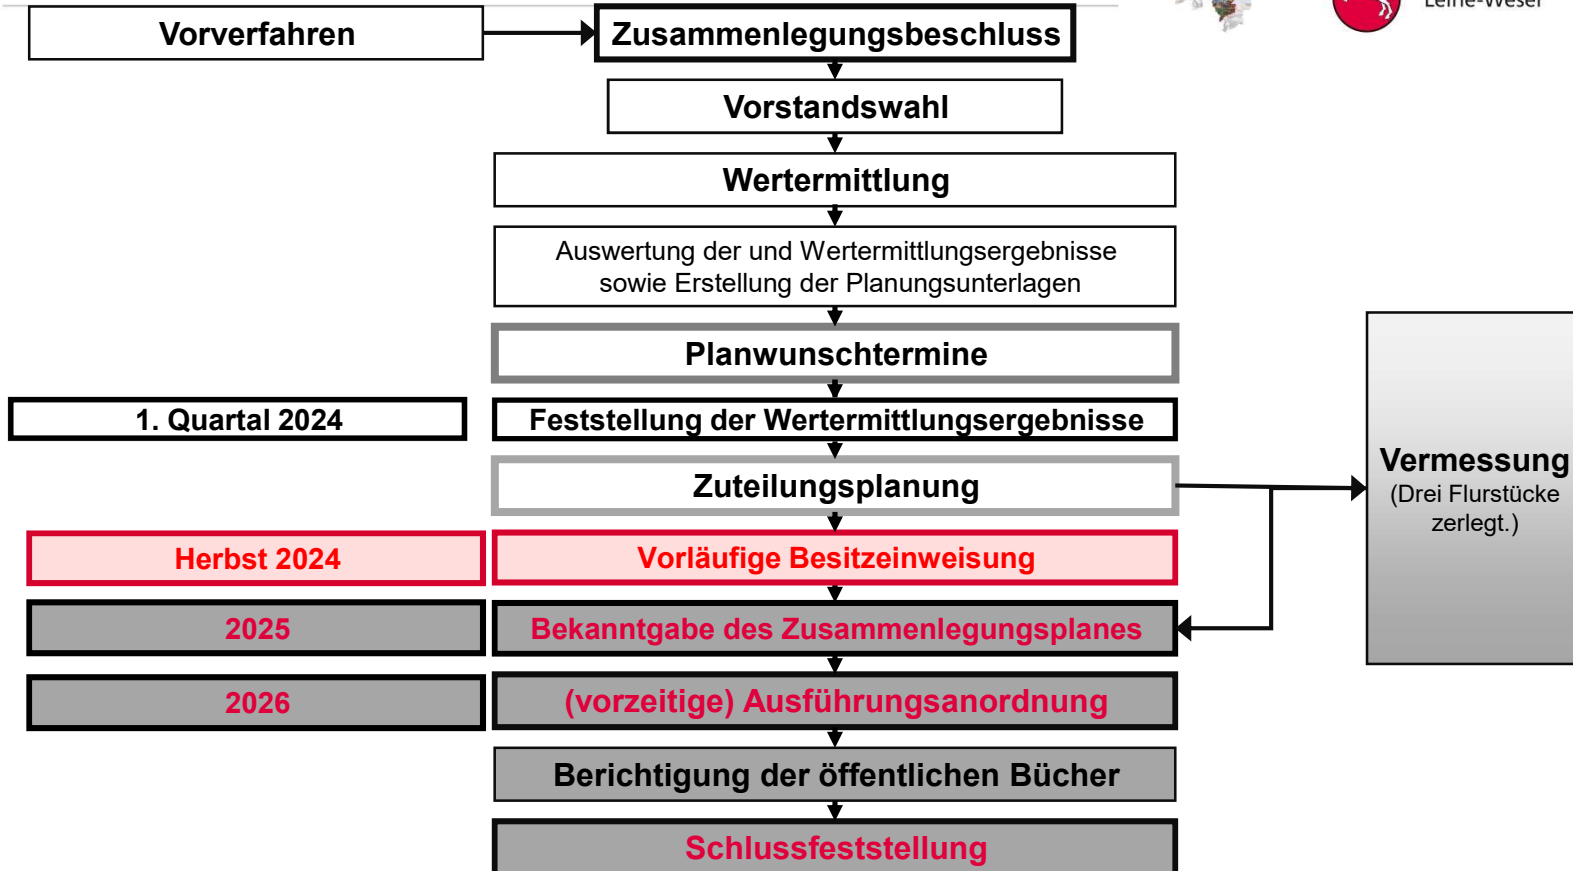 Leine-Weser
Vorverfahren
Zusammenlegungsbeschluss
Vorstandswahl
Wertermittlung
Auswertung der und Wertermittlungsergebnisse
sowie Erstellung der Planungsunterlagen
Planwunschtermine
1. Quartal 2024
Feststellung der Wertermittlungsergebnisse
Zuteilungsplanung
Vermessung
(Drei Flurstücke
zerlegt.)
Herbst 2024
Vorläufige Besitzeinweisung
2025
Bekanntgabe des Zusammenlegungsplanes
2026
(vorzeitige) Ausführungsanordnung
Berichtigung der öffentlichen Bücher
Schlussfeststellung